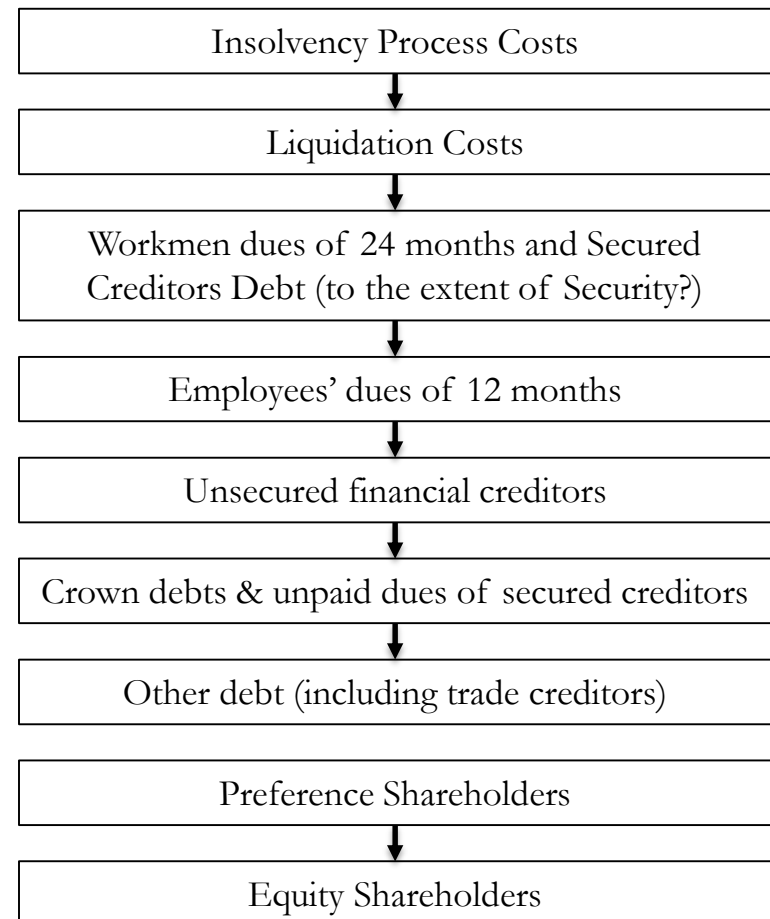 Insolvency Process Costs
Liquidation Costs
Workmen dues of 24 months and Secured
Creditors Debt (to the extent of Security?)
Employees’ dues of 12 months
Unsecured financial creditors
Crown debts & unpaid dues of secured creditors
Other debt (including trade creditors)
Preference Shareholders
Equity Shareholders